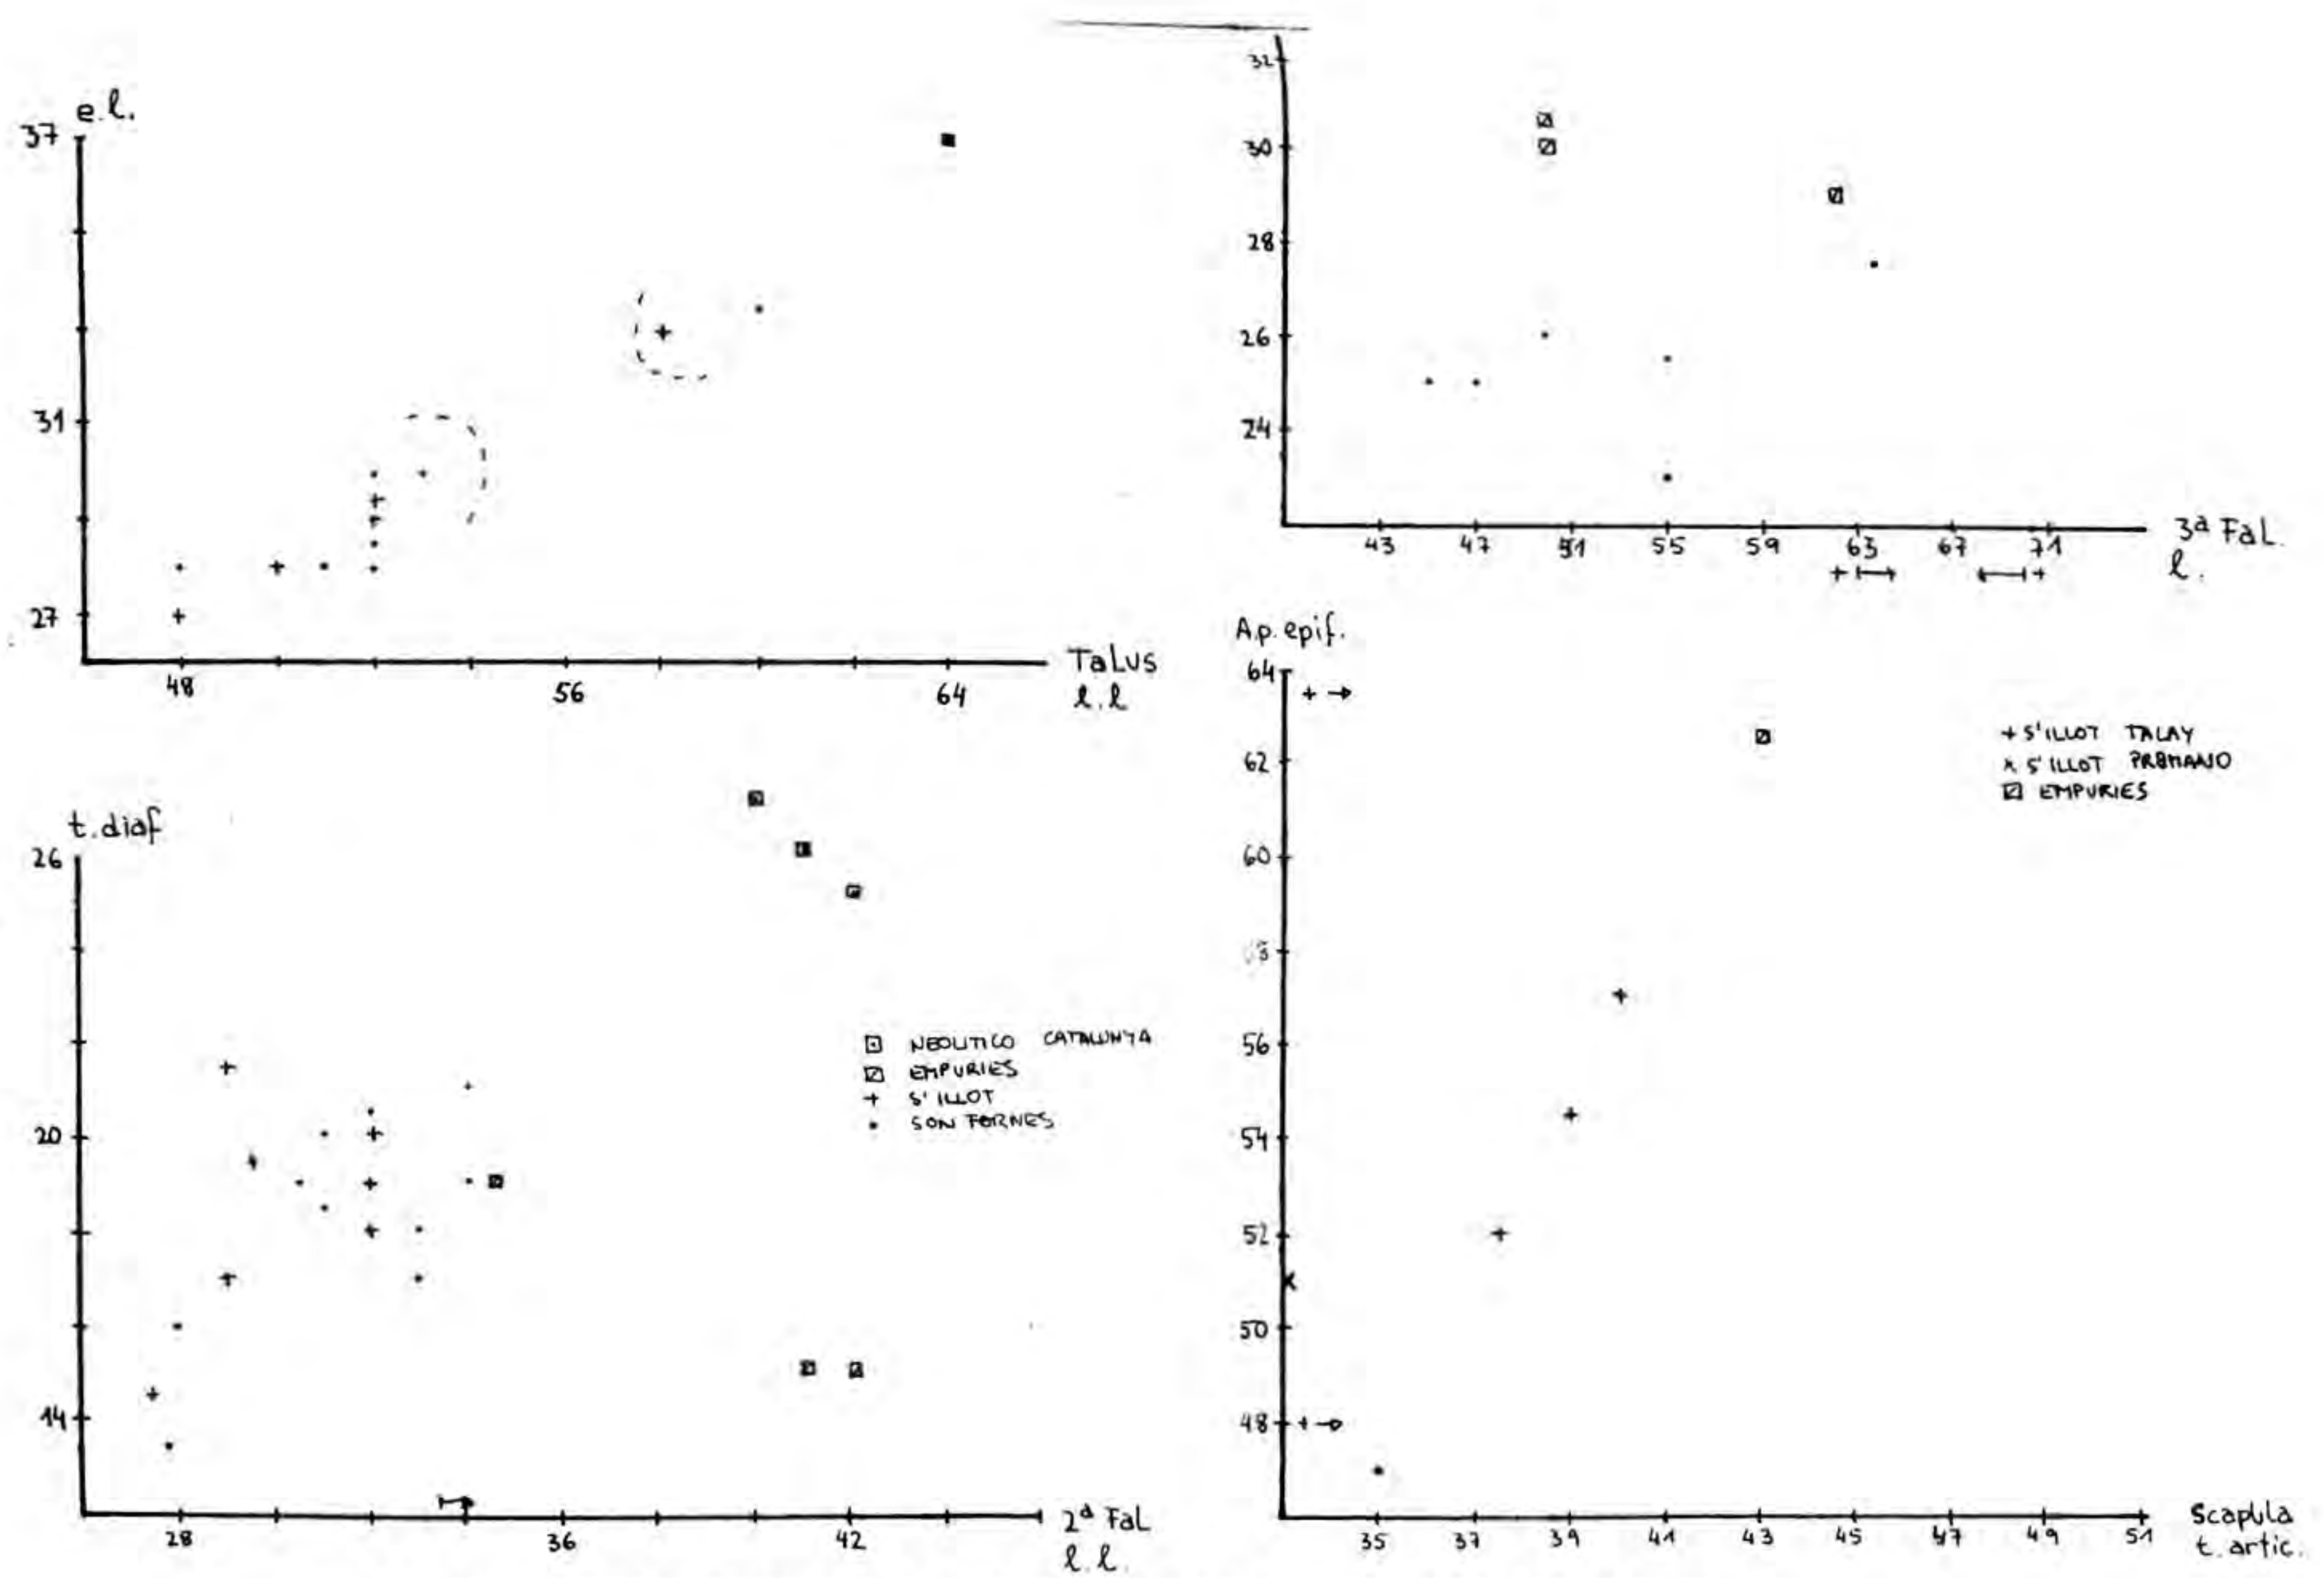 e.l.
37
31
27
48 56 64
Talus
l.l
32
30
28
26
24
43 47 51 55 59 63 67 71
3ª Fal.
l.
t.diaf
26
20
14
28 36 42
2ª Fal
l.l.
⊡ NEOLITICO CATALUNYA
⍁ EMPURIES
+ S'ILLOT
• SON FORNES
A.p. epif.
64
62
60
58
56
54
52
50
48
35 37 39 41 43 45 47 49 51
Scapula
t. artic.
+ S'ILLOT TALAY
x S'ILLOT
⍁ EMPURIES